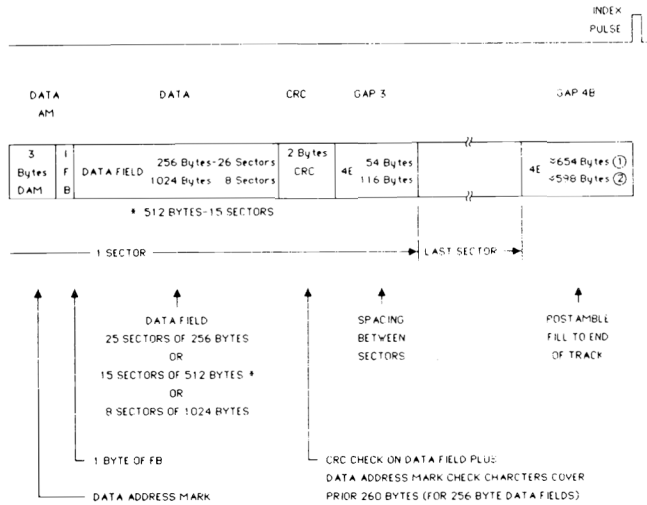 INDEX
PULSE
DATA
AM
DATA
CRC
GAP 3
GAP 4B
3
Bytes
DAM
1
F
B
DATA FIELD
256 Bytes-26 Sectors
1024 Bytes 8 Sectors
2 Bytes
CRC
4E
54 Bytes
116 Bytes
4E
≈654 Bytes ①
≈598 Bytes ②
* 512 BYTES-15 SECTORS
1 SECTOR
LAST SECTOR
DATA FIELD
25 SECTORS OF 256 BYTES
OR
15 SECTORS OF 512 BYTES *
OR
8 SECTORS OF 1024 BYTES
SPACING
BETWEEN
SECTORS
POSTAMBLE
FILL TO END
OF TRACK
1 BYTE OF FB
DATA ADDRESS MARK
CRC CHECK ON DATA FIELD PLUS
DATA ADDRESS MARK CHECK CHARCTERS COVER
PRIOR 260 BYTES (FOR 256 BYTE DATA FIELDS)